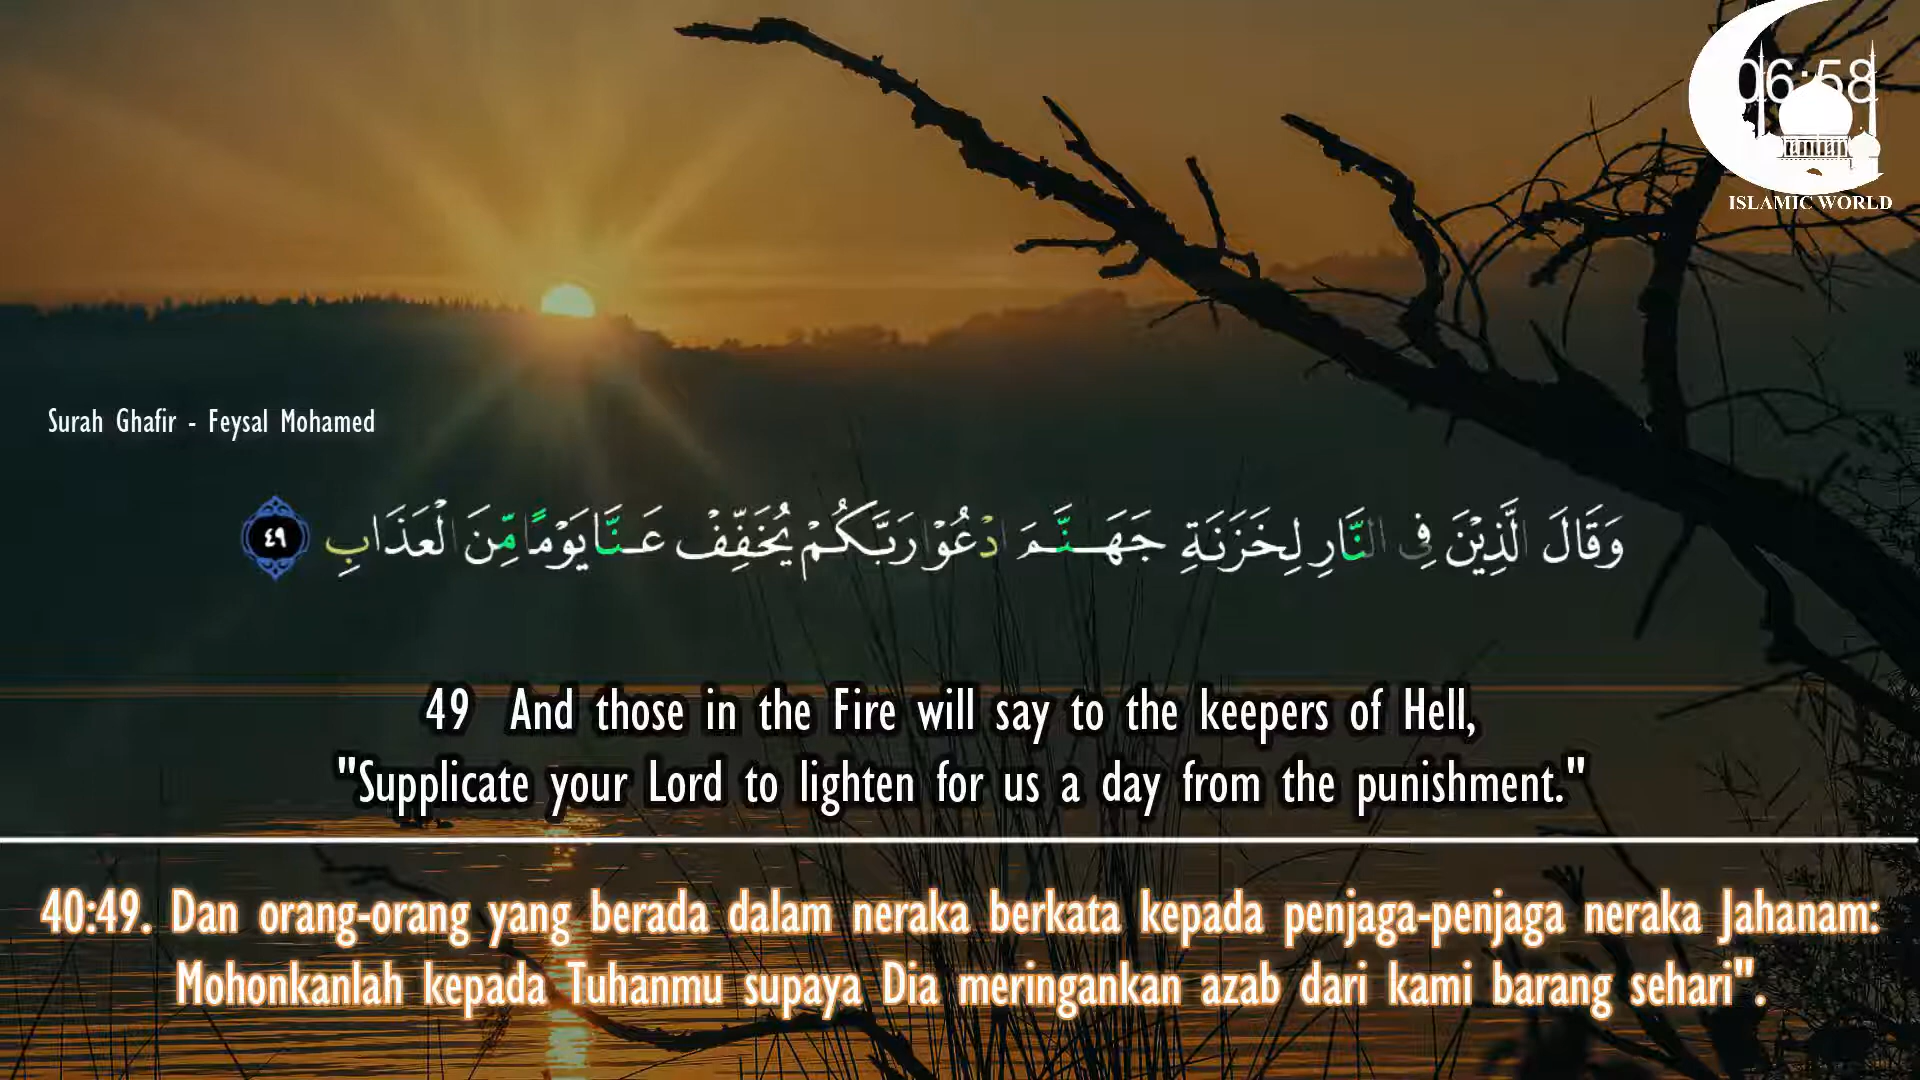 06:58
ISLAMIC WORLD
Surah Ghafir - Feysal Mohamed
وَقَالَ الَّذِيْنَ فِى النَّارِ لِخَزَنَةِ جَهَنَّمَ ادْعُوْا رَبَّكُمْ يُخَفِّفْ عَنَّا يَوْمًا مِّنَ الْعَذَابِ ٤٩
49 And those in the Fire will say to the keepers of Hell,
"Supplicate your Lord to lighten for us a day from the punishment."
40:49. Dan orang-orang yang berada dalam neraka berkata kepada penjaga-penjaga neraka Jahanam:
Mohonkanlah kepada Tuhanmu supaya Dia meringankan azab dari kami barang sehari".